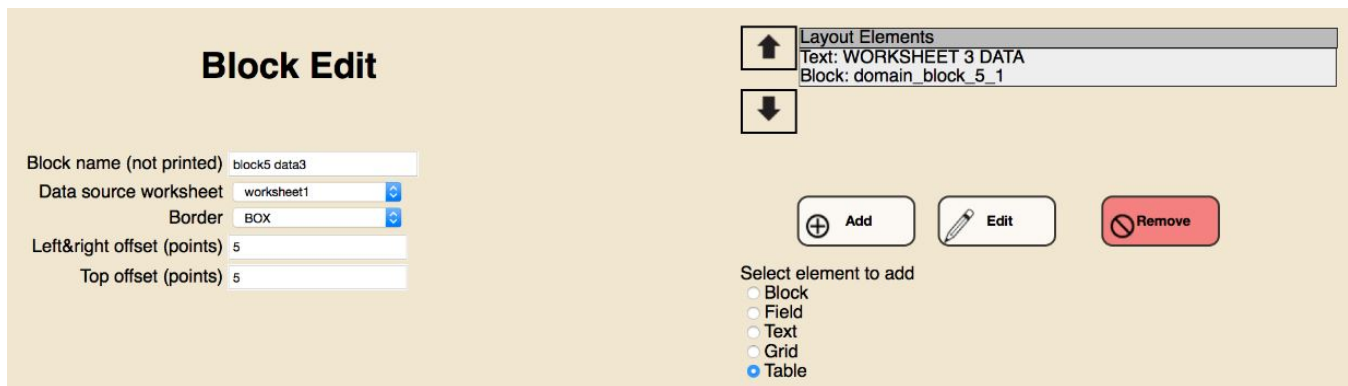 Block Edit
Block name (not printed) block5 data3
Data source worksheet worksheet1
Border BOX
Left&right offset (points) 5
Top offset (points) 5
Layout Elements
Text: WORKSHEET 3 DATA
Block: domain_block_5_1
Add Edit Remove
Select element to add
Block
Field
Text
Grid
Table